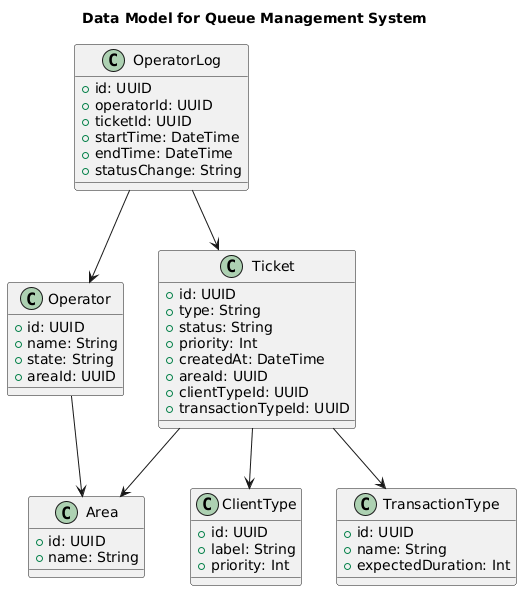 Data Model for Queue Management System
C OperatorLog
id: UUID
operatorId: UUID
ticketId: UUID
startTime: DateTime
endTime: DateTime
statusChange: String
C Operator
id: UUID
name: String
state: String
areaId: UUID
C Ticket
id: UUID
type: String
status: String
priority: Int
createdAt: DateTime
areaId: UUID
clientTypeId: UUID
transactionTypeId: UUID
C Area
id: UUID
name: String
C ClientType
id: UUID
label: String
priority: Int
C TransactionType
id: UUID
name: String
expectedDuration: Int